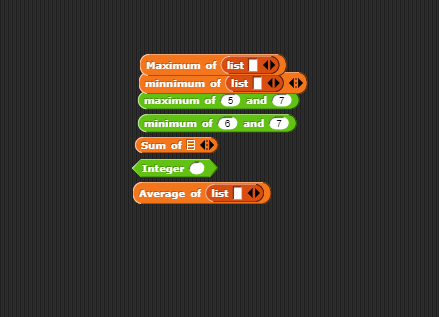 Maximum of list
minnimum of list
maximum of 5 and 7
minimum of 6 and 7
Sum of
Integer
Average of list